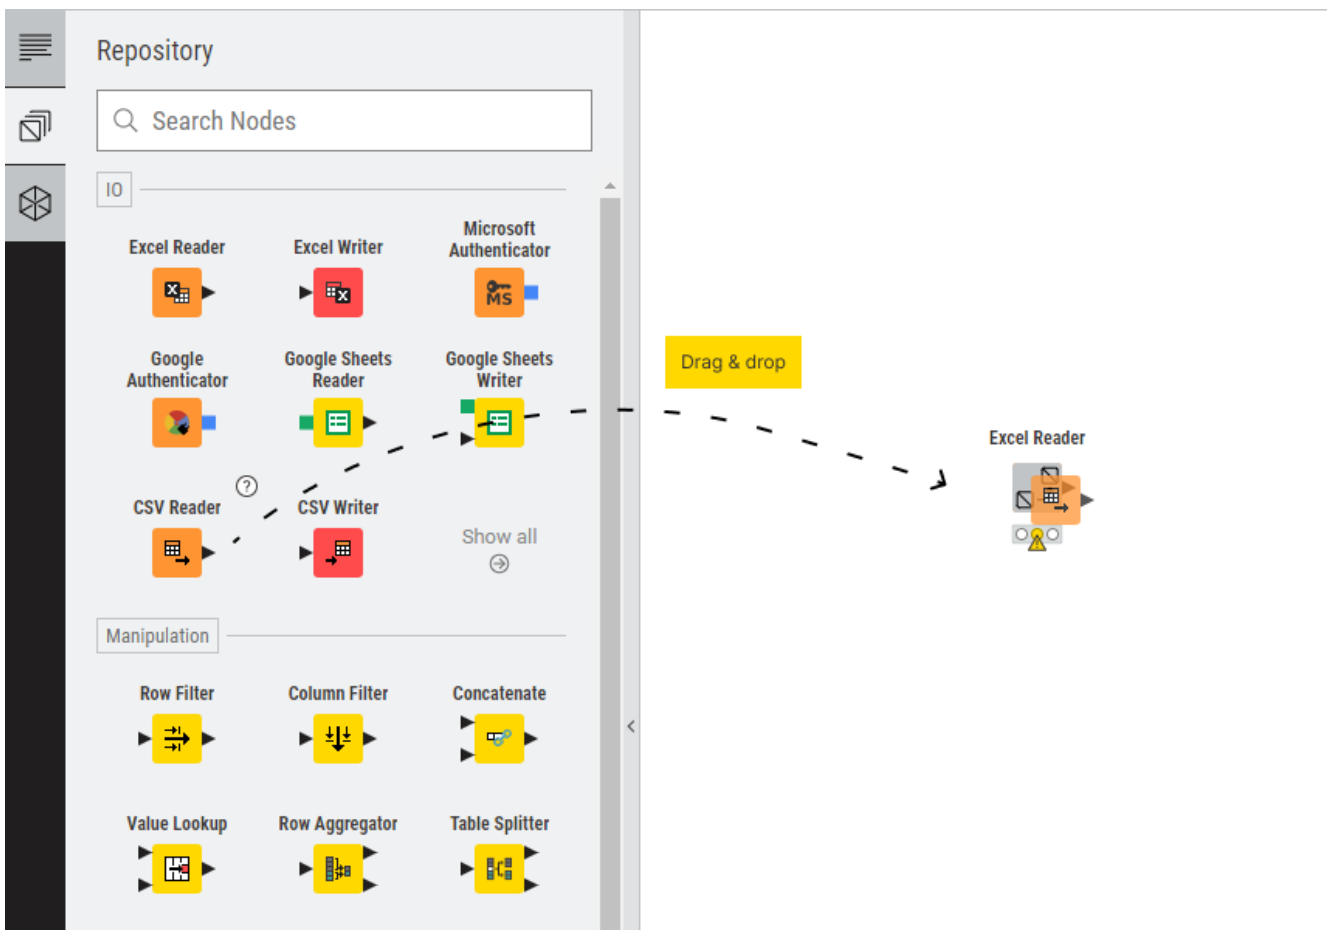 Repository
Search Nodes
IO
Excel Reader
Excel Writer
Microsoft
Authenticator
MS
Google
Authenticator
Google Sheets
Reader
Google Sheets
Writer
?
CSV Reader
CSV Writer
Show all
Manipulation
Row Filter
Column Filter
Concatenate
Value Lookup
Row Aggregator
Table Splitter
Drag & drop
Excel Reader